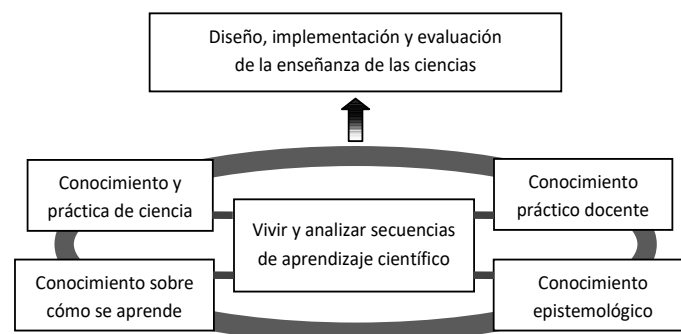 Diseño, implementación y evaluación
de la enseñanza de las ciencias
Conocimiento y
práctica de ciencia
Conocimiento
práctico docente
Vivir y analizar secuencias
de aprendizaje científico
Conocimiento sobre
cómo se aprende
Conocimiento
epistemológico